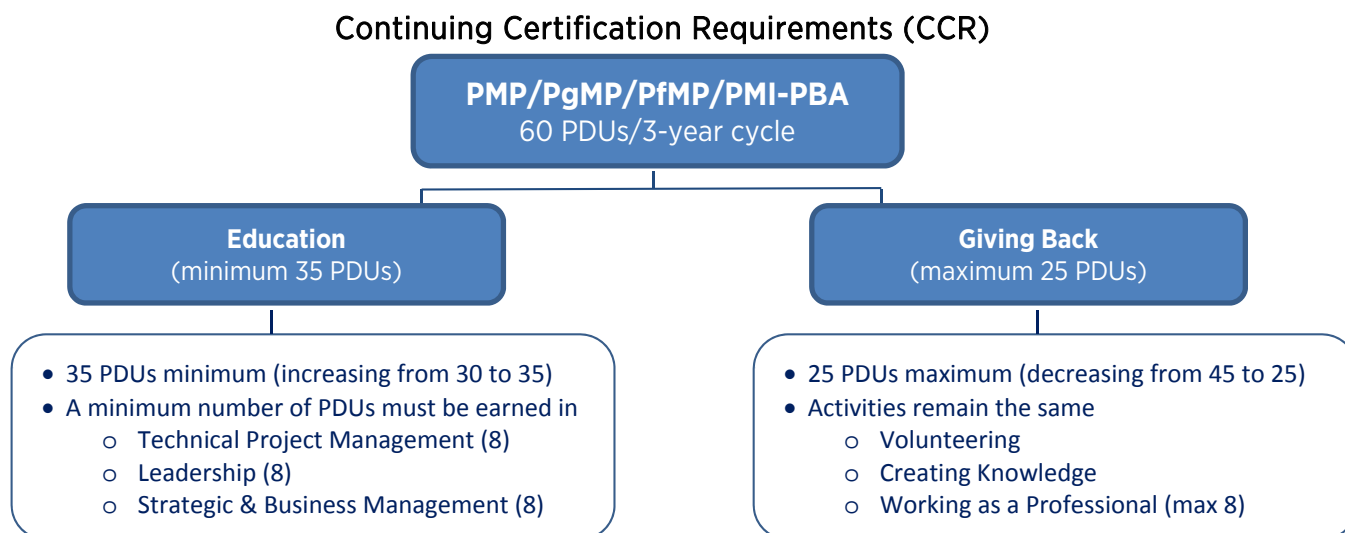 Continuing Certification Requirements (CCR)
PMP/PgMP/PfMP/PMI-PBA
60 PDUs/3-year cycle
Education
(minimum 35 PDUs)
Giving Back
(maximum 25 PDUs)
• 35 PDUs minimum (increasing from 30 to 35)
• A minimum number of PDUs must be earned in
o Technical Project Management (8)
o Leadership (8)
o Strategic & Business Management (8)
• 25 PDUs maximum (decreasing from 45 to 25)
• Activities remain the same
o Volunteering
o Creating Knowledge
o Working as a Professional (max 8)